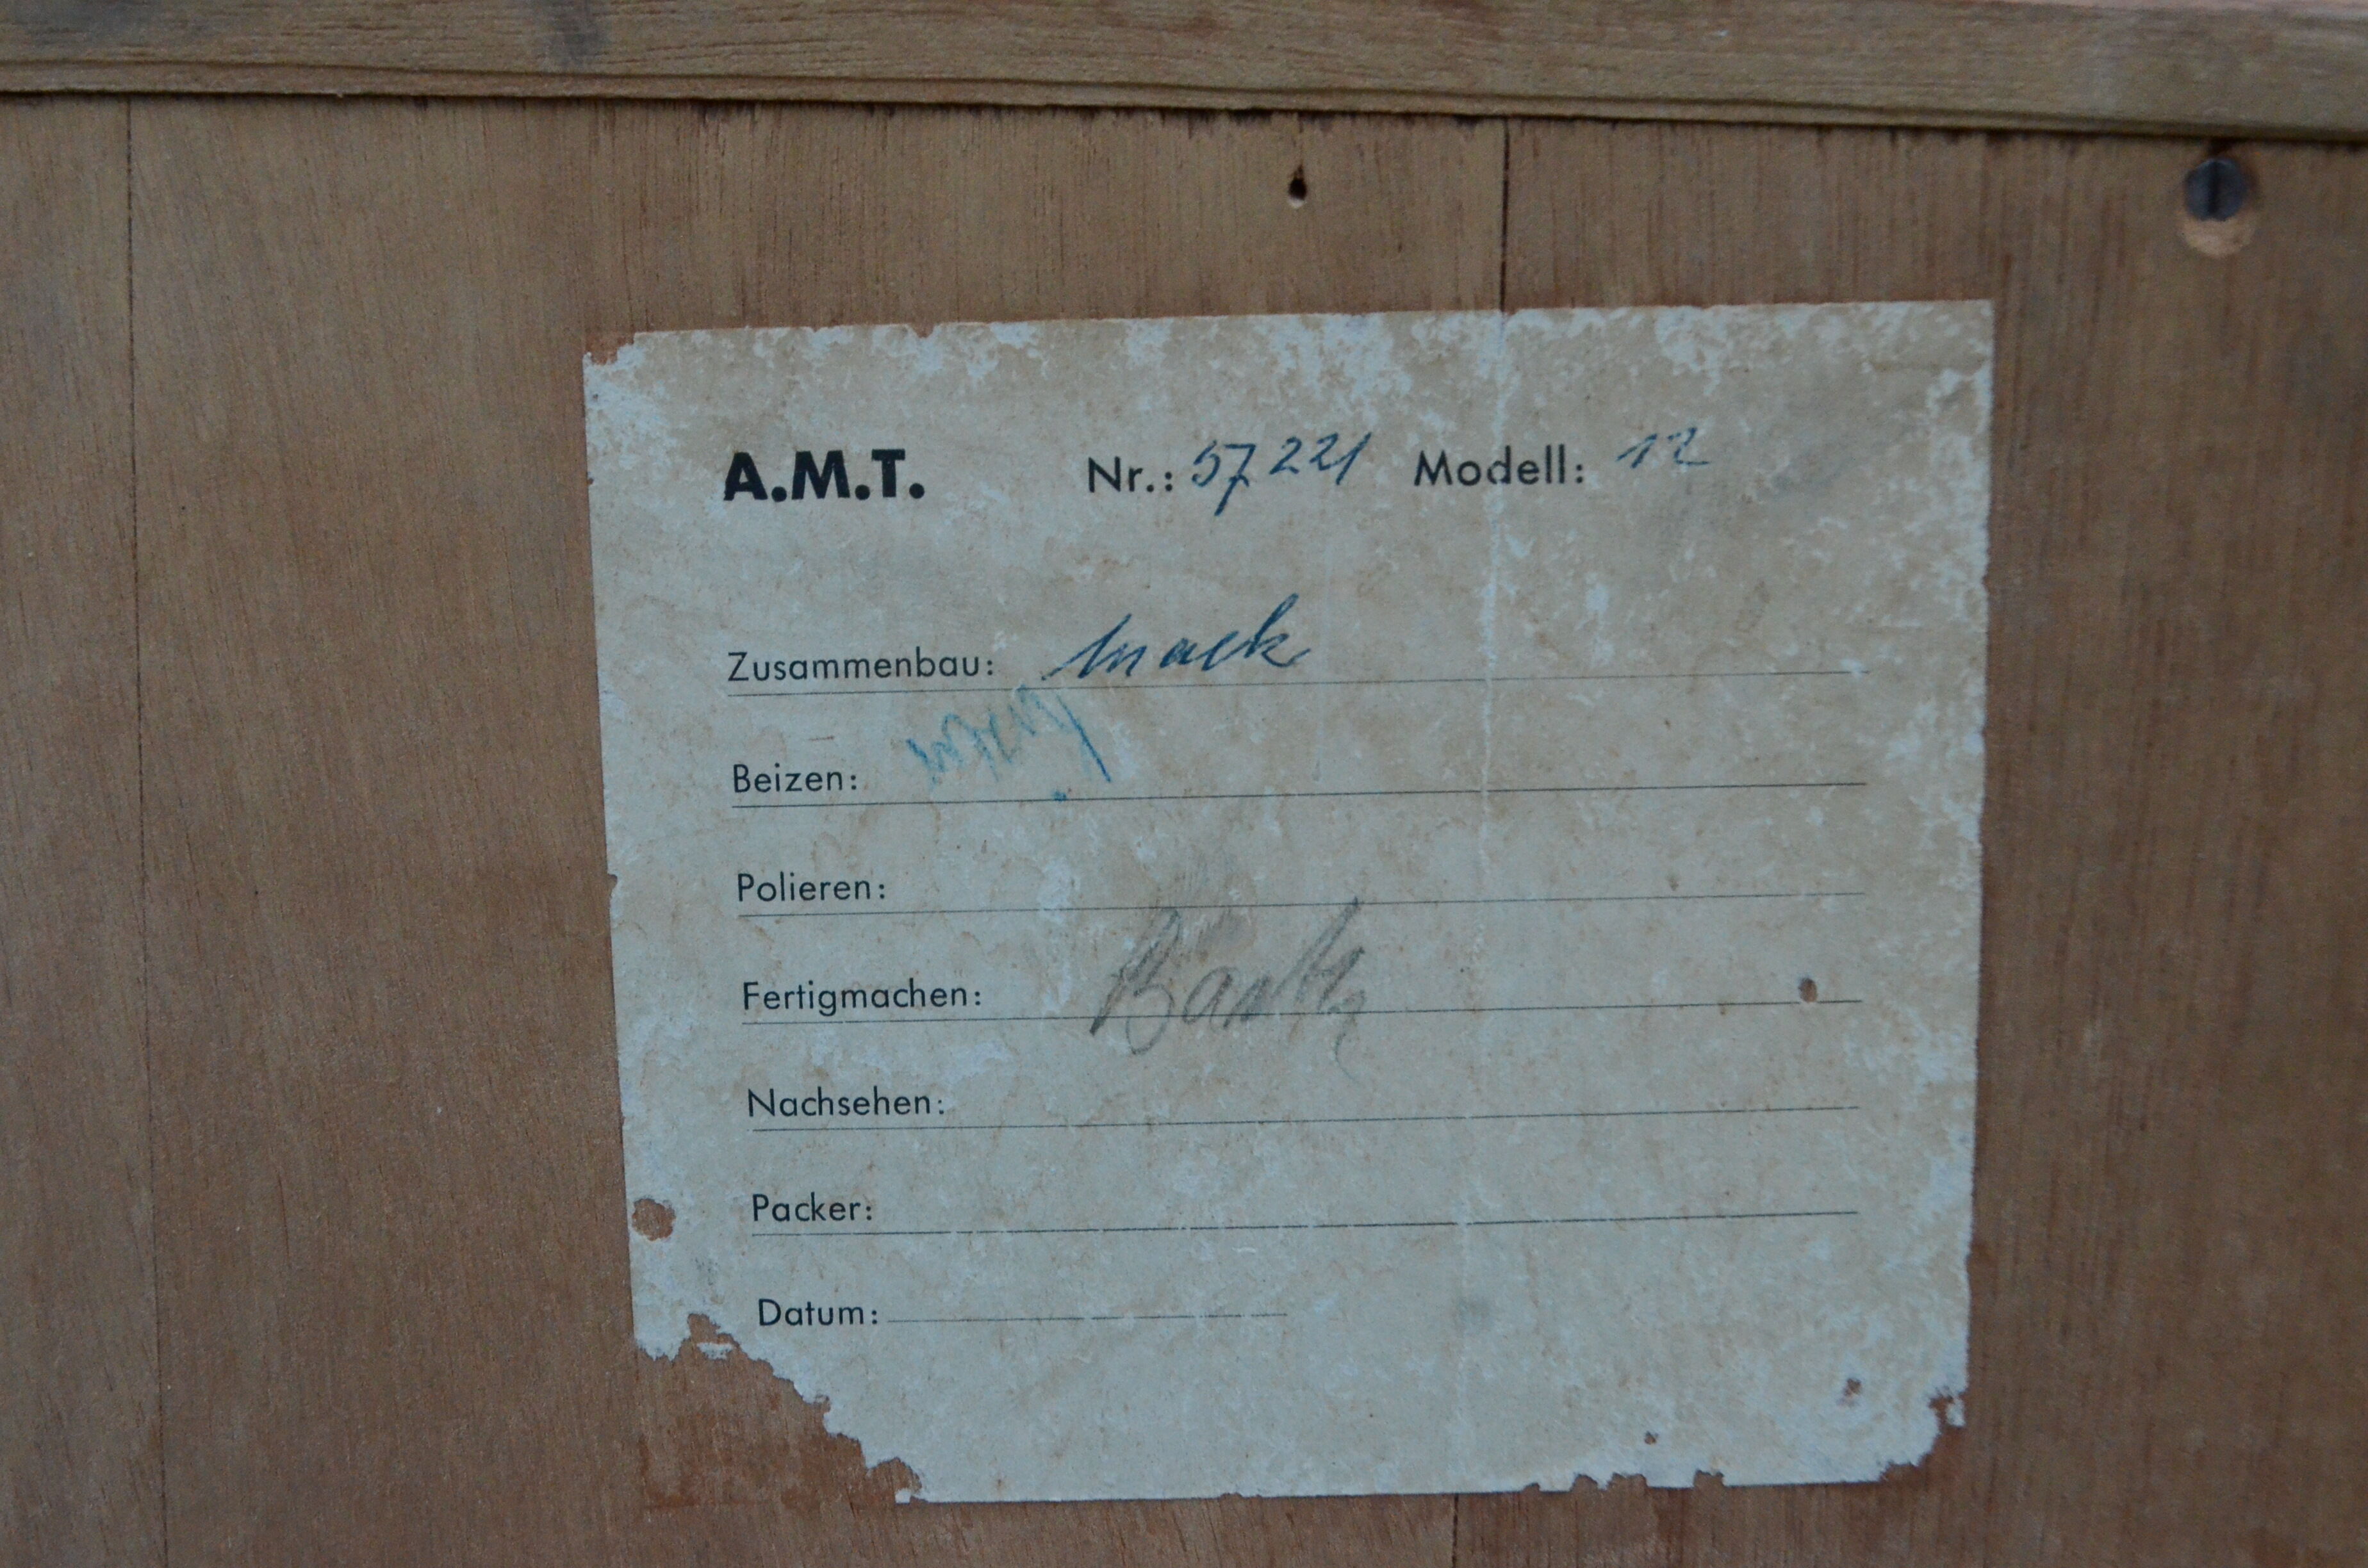 A.M.T. Nr.: 57221 Modell: 12
Zusammenbau: Mack
Beizen:
Polieren:
Fertigmachen:
Nachsehen:
Packer:
Datum: